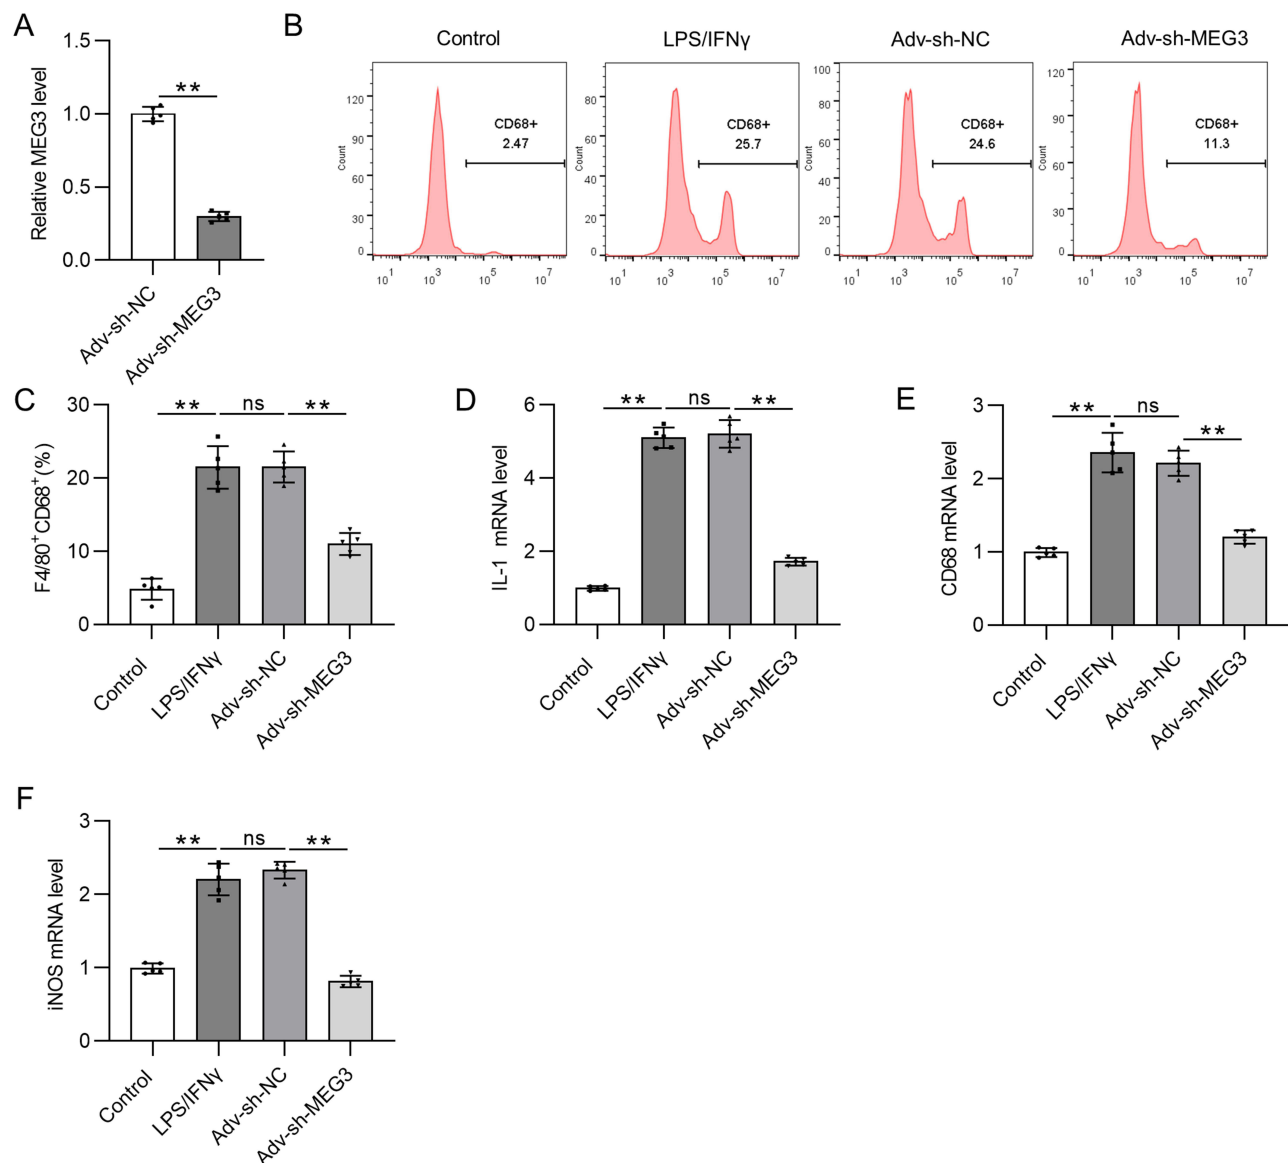 A
Relative MEG3 level
1.5
1.0
0.5
0.0
**
Adv-sh-NC
Adv-sh-MEG3
B
Control
Count
120
90
60
30
0
CD68+
2.47
10^1
10^3
10^5
10^7
LPS/IFNγ
Count
80
60
40
20
0
CD68+
25.7
10^1
10^3
10^5
10^7
Adv-sh-NC
Count
100
80
60
40
20
0
CD68+
24.6
10^1
10^3
10^5
10^7
Adv-sh-MEG3
Count
120
90
60
30
0
CD68+
11.3
10^1
10^3
10^5
10^7
C
F4/80⁺CD68⁺(%)
30
20
10
0
** ns **
Control
LPS/IFNγ
Adv-sh-NC
Adv-sh-MEG3
D
IL-1 mRNA level
6
4
2
0
** ns **
Control
LPS/IFNγ
Adv-sh-NC
Adv-sh-MEG3
E
CD68 mRNA level
3
2
1
0
** ns **
Control
LPS/IFNγ
Adv-sh-NC
Adv-sh-MEG3
F
iNOS mRNA level
3
2
1
0
** ns **
Control
LPS/IFNγ
Adv-sh-NC
Adv-sh-MEG3